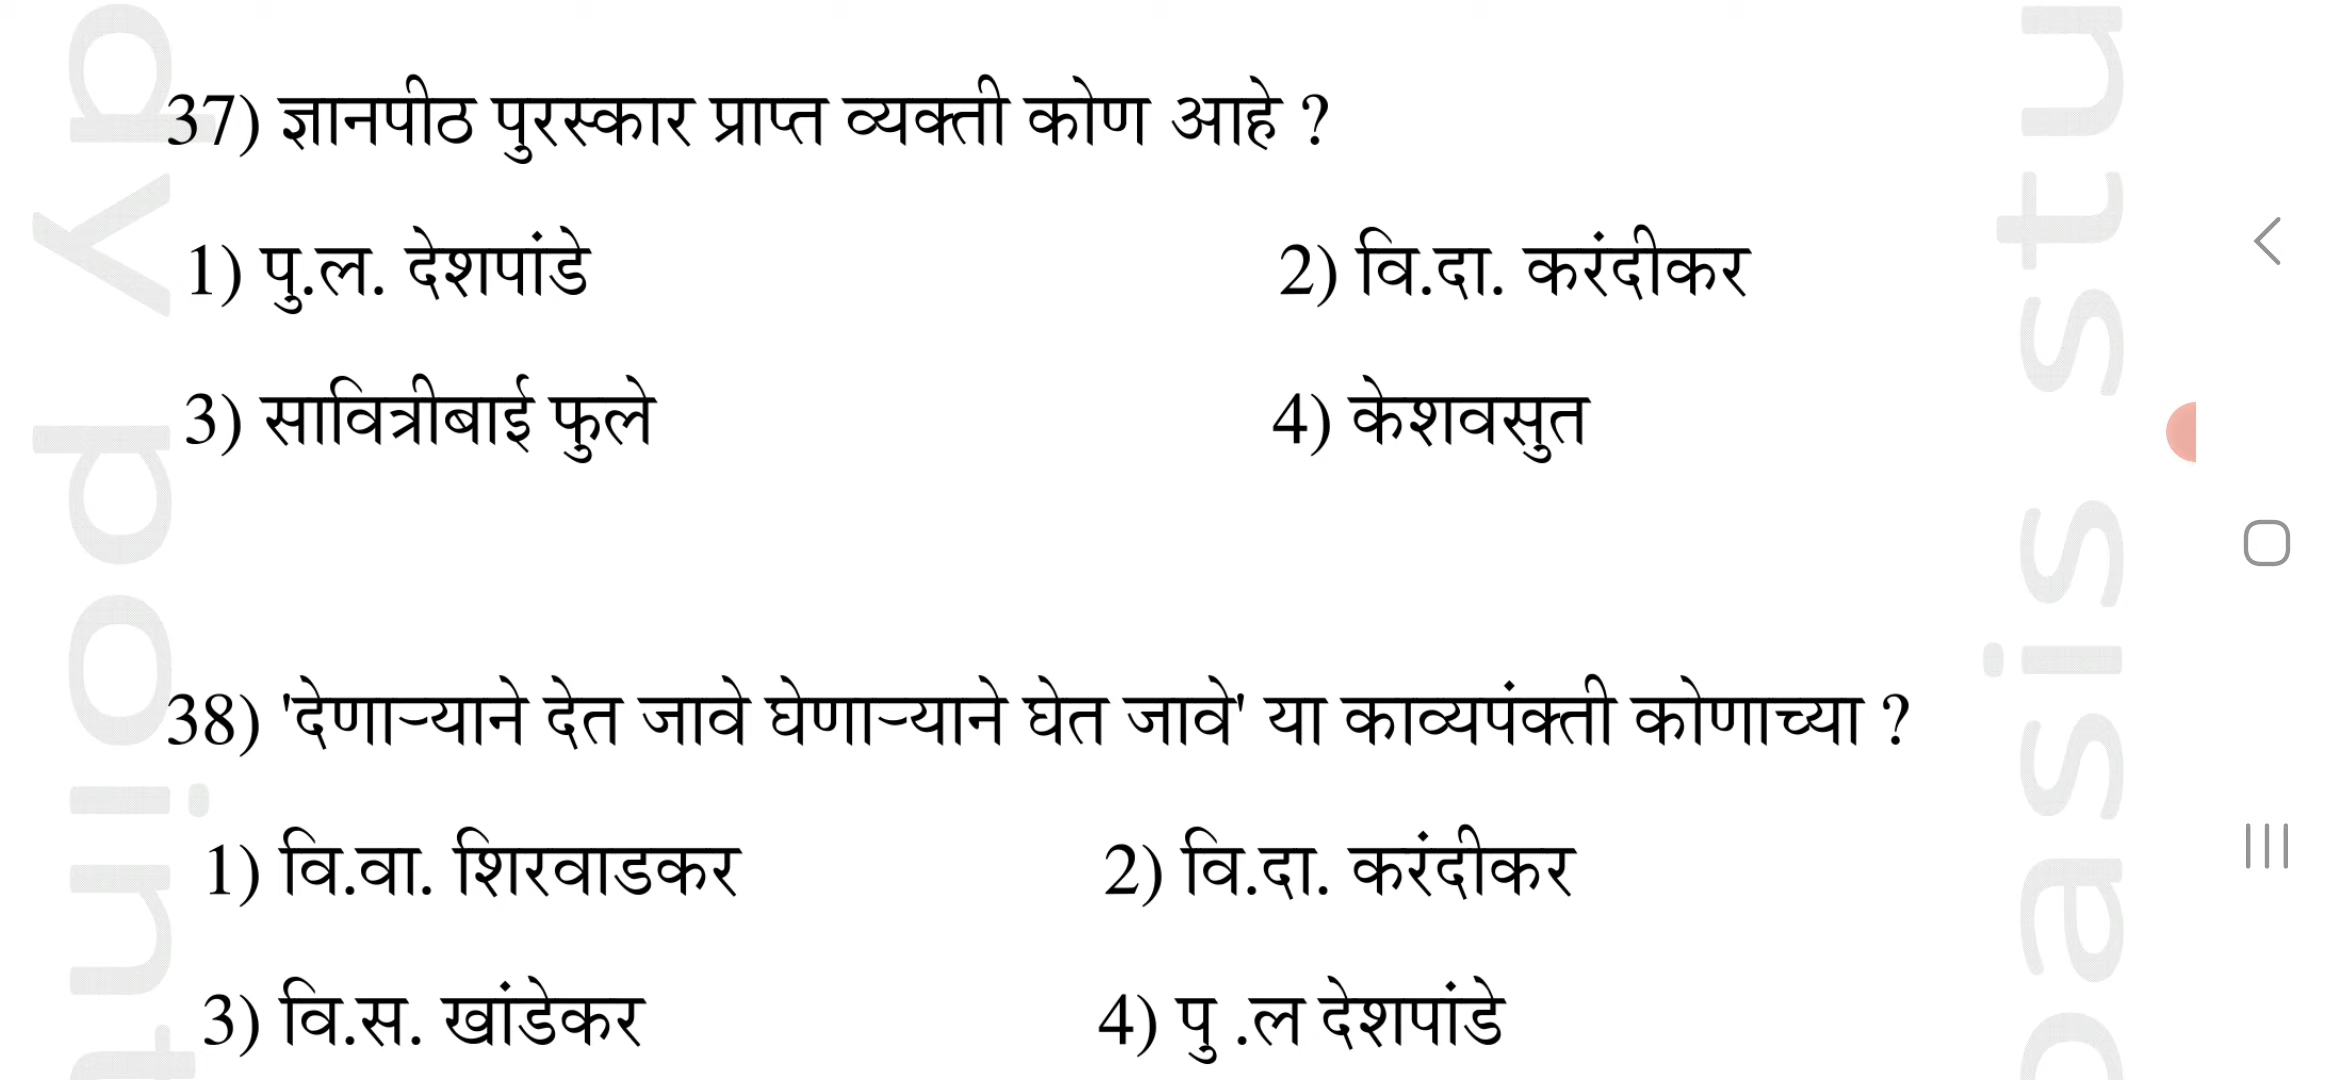 37) ज्ञानपीठ पुरस्कार प्राप्त व्यक्ती कोण आहे ?
1) पु.ल. देशपांडे 2) वि.दा. करंदीकर
3) सावित्रीबाई फुले 4) केशवसुत
38) 'देणाऱ्याने देत जावे घेणाऱ्याने घेत जावे' या काव्यपंक्ती कोणाच्या ?
1) वि.वा. शिरवाडकर 2) वि.दा. करंदीकर
3) वि.स. खांडेकर 4) पु .ल देशपांडे